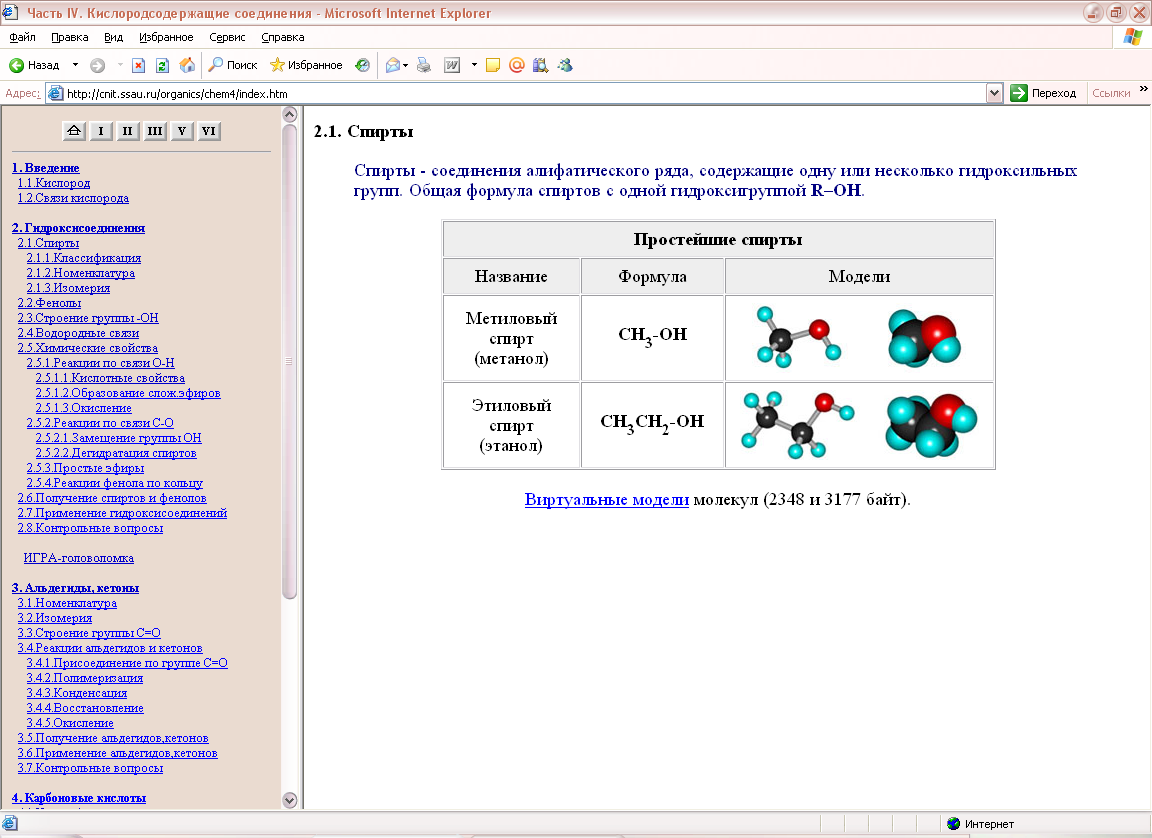 Часть IV. Кислородсодержащие соединения - Microsoft Internet Explorer
Файл Правка Вид Избранное Сервис Справка
Назад Поиск Избранное
Адрес: http://cnit.ssau.ru/organics/chem4/index.htm Переход Ссылки »
I II III V VI
1. Введение
1.1.Кислород
1.2.Связи кислорода
2. Гидроксисоединения
2.1.Спирты
2.1.1.Классификация
2.1.2.Номенклатура
2.1.3.Изомерия
2.2.Фенолы
2.3.Строение группы -ОН
2.4.Водородные связи
2.5.Химические свойства
2.5.1.Реакции по связи О-Н
2.5.1.1.Кислотные свойства
2.5.1.2.Образование слож.эфиров
2.5.1.3.Окисление
2.5.2.Реакции по связи С-О
2.5.2.1.Замещение группы ОН
2.5.2.2.Дегидратация спиртов
2.5.3.Простые эфиры
2.5.4.Реакции фенола по кольцу
2.6.Получение спиртов и фенолов
2.7.Применение гидроксисоединений
2.8.Контрольные вопросы
ИГРА-головоломка
3. Альдегиды, кетоны
3.1.Номенклатура
3.2.Изомерия
3.3.Строение группы С=О
3.4.Реакции альдегидов и кетонов
3.4.1.Присоединение по группе С=О
3.4.2.Полимеризация
3.4.3.Конденсация
3.4.4.Восстановление
3.4.5.Окисление
3.5.Получение альдегидов,кетонов
3.6.Применение альдегидов,кетонов
3.7.Контрольные вопросы
4. Карбоновые кислоты
2.1. Спирты
Спирты - соединения алифатического ряда, содержащие одну или несколько гидроксильных
групп. Общая формула спиртов с одной гидроксигруппой R–OH.
Простейшие спирты
Название Формула Модели
Метиловый
спирт
(метанол)
CH3-OH
Этиловый
спирт
(этанол)
CH3CH2-OH
Виртуальные модели молекул (2348 и 3177 байт).
Интернет